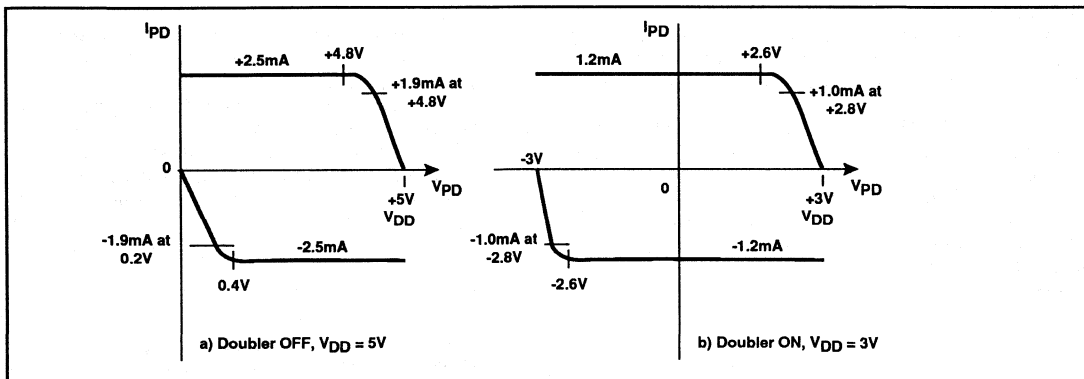 IPD
+2.5mA
+4.8V
+1.9mA at
+4.8V
0
+5V
VDD
VPD
-1.9mA at
0.2V
-2.5mA
0.4V
a) Doubler OFF, VDD = 5V
IPD
1.2mA
+2.6V
+1.0mA at
+2.8V
-3V
0
+3V
VDD
VPD
-1.0mA at
-2.8V
-1.2mA
-2.6V
b) Doubler ON, VDD = 3V